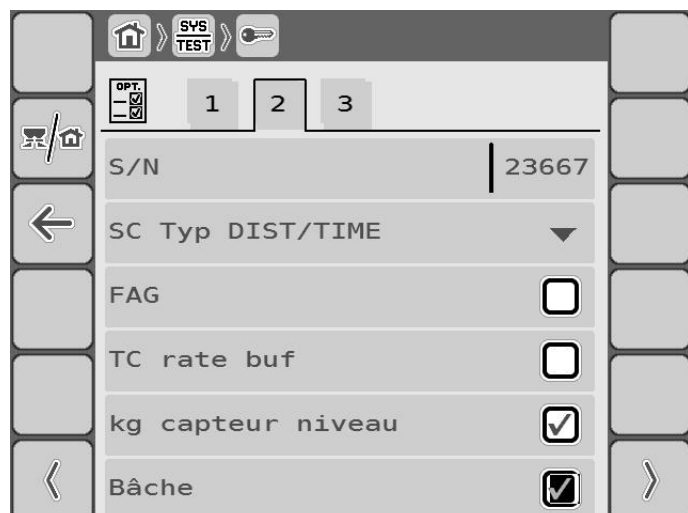 SYS
TEST
OPT.
1 2 3
S/N 23667
SC Typ DIST/TIME
FAG
TC rate buf
kg capteur niveau
Bâche